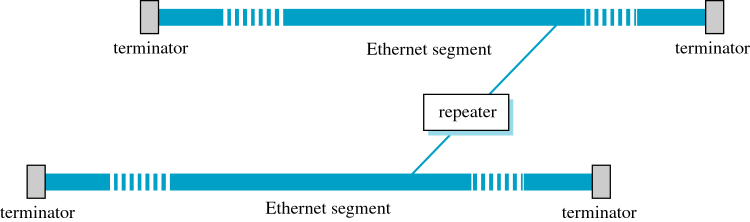 terminator
Ethernet segment
terminator
repeater
terminator
Ethernet segment
terminator